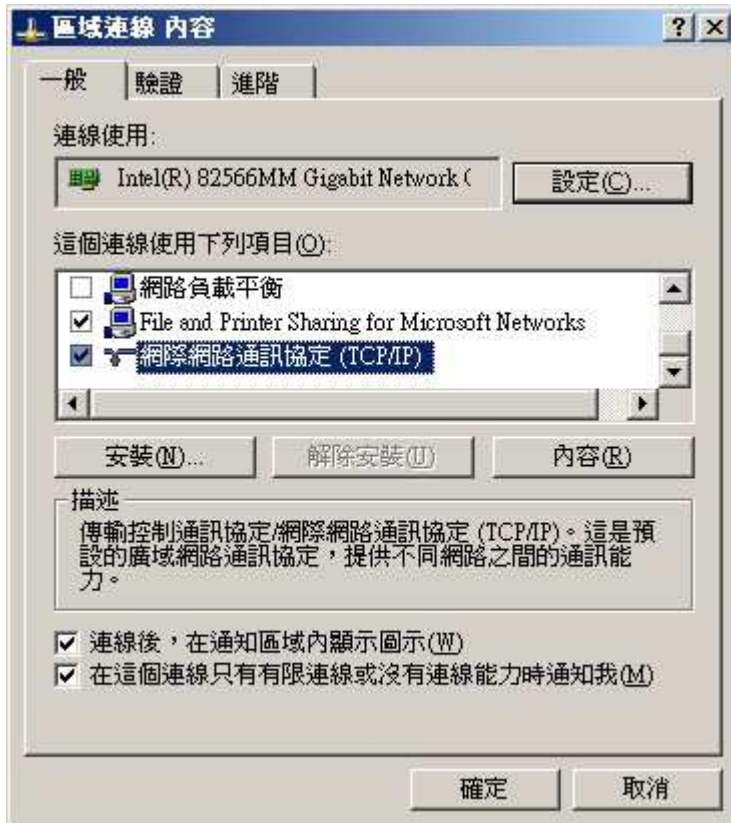 區域連線 內容
一般
驗證
進階
連線使用:
Intel(R) 82566MM Gigabit Network C
設定(C)...
這個連線使用下列項目(O):
網路負載平衡
File and Printer Sharing for Microsoft Networks
網際網路通訊協定 (TCP/IP)
安裝(N)...
解除安裝(U)
內容(R)
描述
傳輸控制通訊協定/網際網路通訊協定 (TCP/IP)。這是預
設的廣域網路通訊協定，提供不同網路之間的通訊能
力。
連線後，在通知區域內顯示圖示(W)
在這個連線只有有限連線或沒有連線能力時通知我(M)
確定
取消